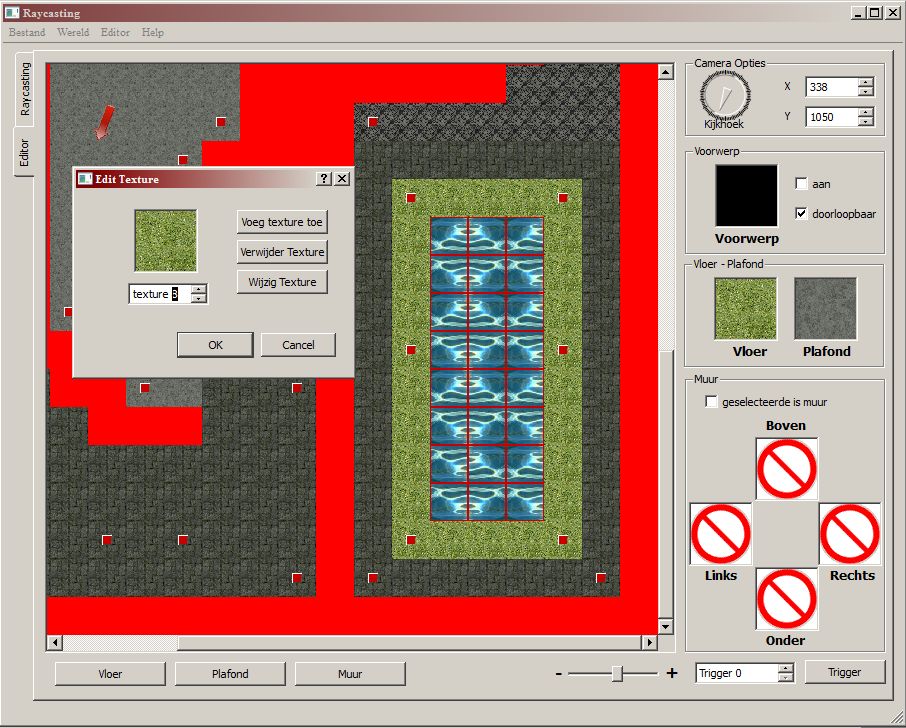 Raycasting
Bestand Wereld Editor Help
Raycasting
Editor
Edit Texture
Voeg texture toe
Verwijder Texture
Wijzig Texture
texture 3
OK Cancel
Camera Opties
Kijkhoek
X 338
Y 1050
Voorwerp
aan
doorloopbaar
Voorwerp
Vloer - Plafond
Vloer Plafond
Muur
geselecteerde is muur
Boven
Links Rechts
Onder
Vloer Plafond Muur - + Trigger 0 Trigger